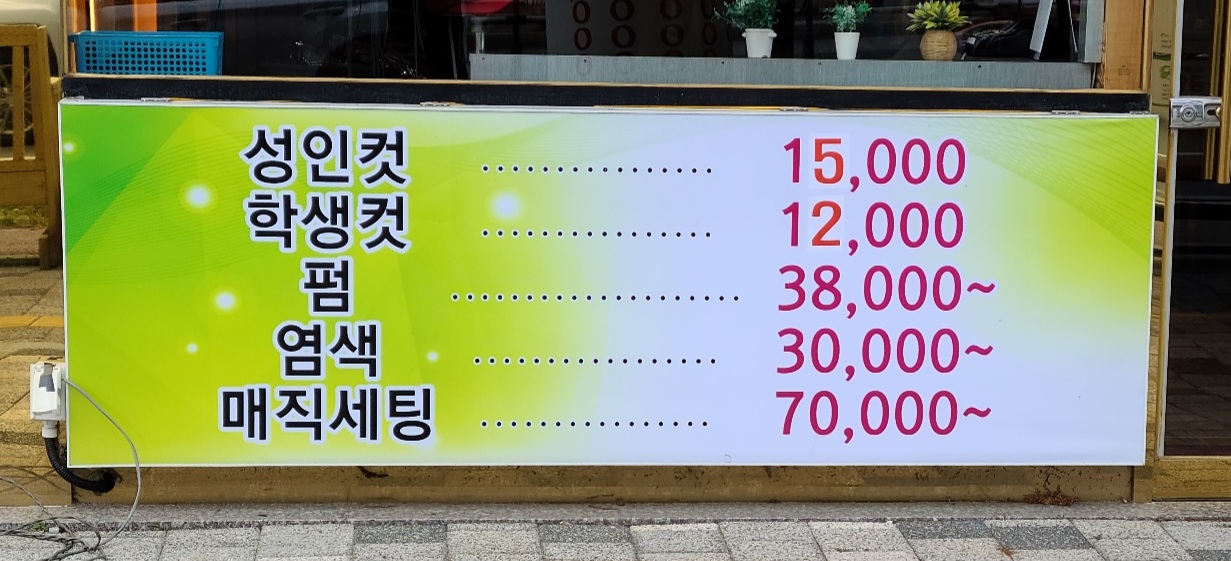 성인컷 ............... 15,000
학생컷 ............... 12,000
펌 .................... 38,000~
염색 ................. 30,000~
매직세팅 ................ 70,000~